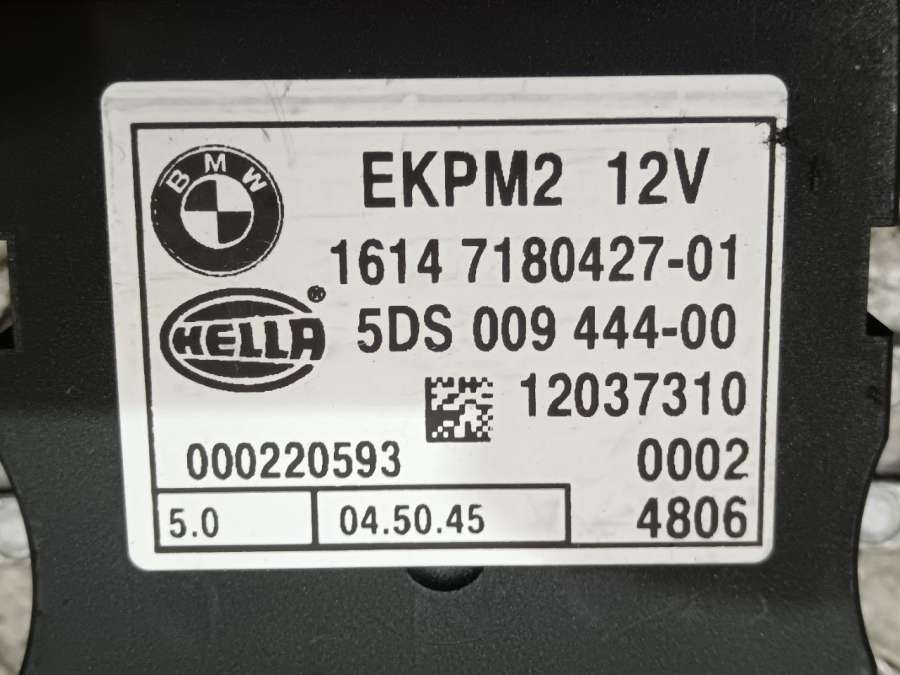 BMW
EKPM2 12V
1614 7180427-01
HELLA®
5DS 009 444-00
12037310
000220593
0002
5.0
04.50.45
4806